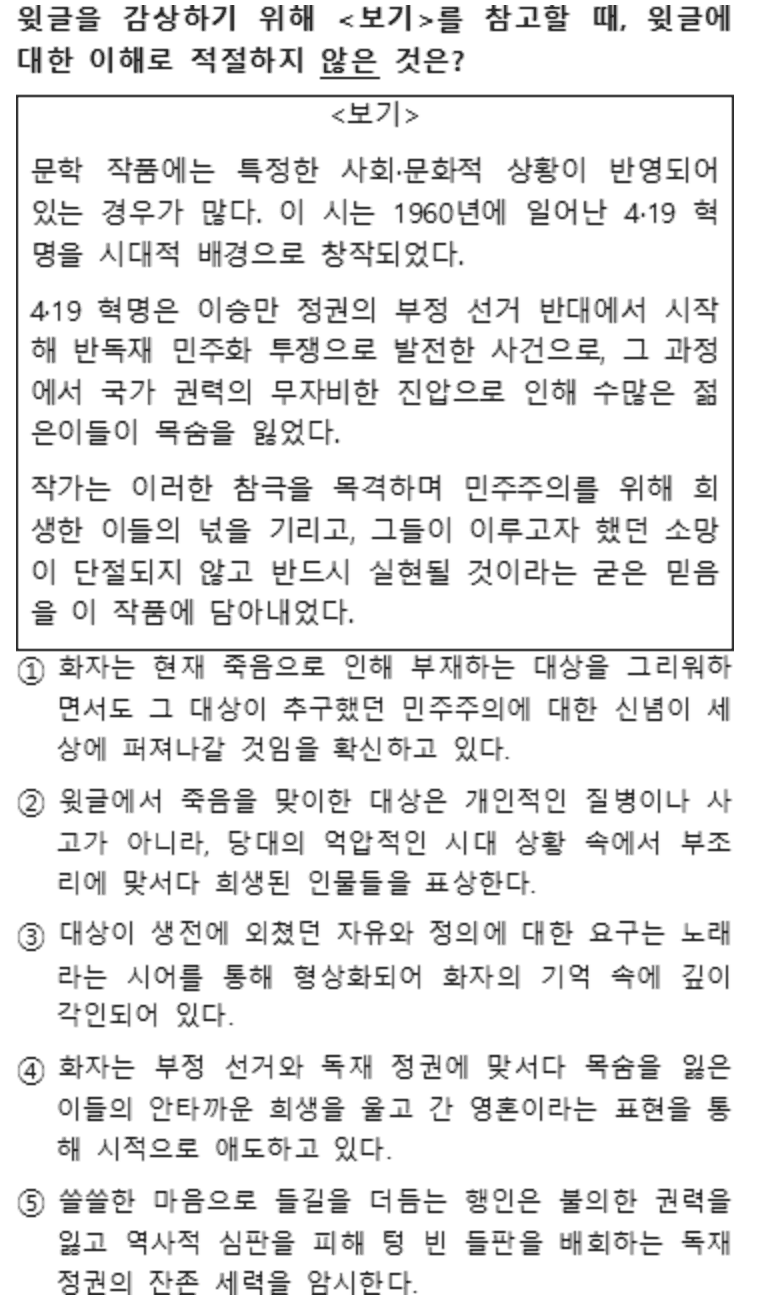 윗글을 감상하기 위해 <보기>를 참고할 때, 윗글에
대한 이해로 적절하지 않은 것은?
<보기>
문학 작품에는 특정한 사회·문화적 상황이 반영되어
있는 경우가 많다. 이 시는 1960년에 일어난 4·19 혁
명을 시대적 배경으로 창작되었다.
4·19 혁명은 이승만 정권의 부정 선거 반대에서 시작
해 반독재 민주화 투쟁으로 발전한 사건으로, 그 과정
에서 국가 권력의 무자비한 진압으로 인해 수많은 젊
은이들이 목숨을 잃었다.
작가는 이러한 참극을 목격하며 민주주의를 위해 희
생한 이들의 넋을 기리고, 그들이 이루고자 했던 소망
이 단절되지 않고 반드시 실현될 것이라는 굳은 믿음
을 이 작품에 담아내었다.
① 화자는 현재 죽음으로 인해 부재하는 대상을 그리워하
면서도 그 대상이 추구했던 민주주의에 대한 신념이 세
상에 퍼져나갈 것임을 확신하고 있다.
② 윗글에서 죽음을 맞이한 대상은 개인적인 질병이나 사
고가 아니라, 당대의 억압적인 시대 상황 속에서 부조
리에 맞서다 희생된 인물들을 표상한다.
③ 대상이 생전에 외쳤던 자유와 정의에 대한 요구는 노래
라는 시어를 통해 형상화되어 화자의 기억 속에 깊이
각인되어 있다.
④ 화자는 부정 선거와 독재 정권에 맞서다 목숨을 잃은
이들의 안타까운 희생을 울고 간 영혼이라는 표현을 통
해 시적으로 애도하고 있다.
⑤ 쓸쓸한 마음으로 들길을 더듬는 행인은 불의한 권력을
잃고 역사적 심판을 피해 텅 빈 들판을 배회하는 독재
정권의 잔존 세력을 암시한다.